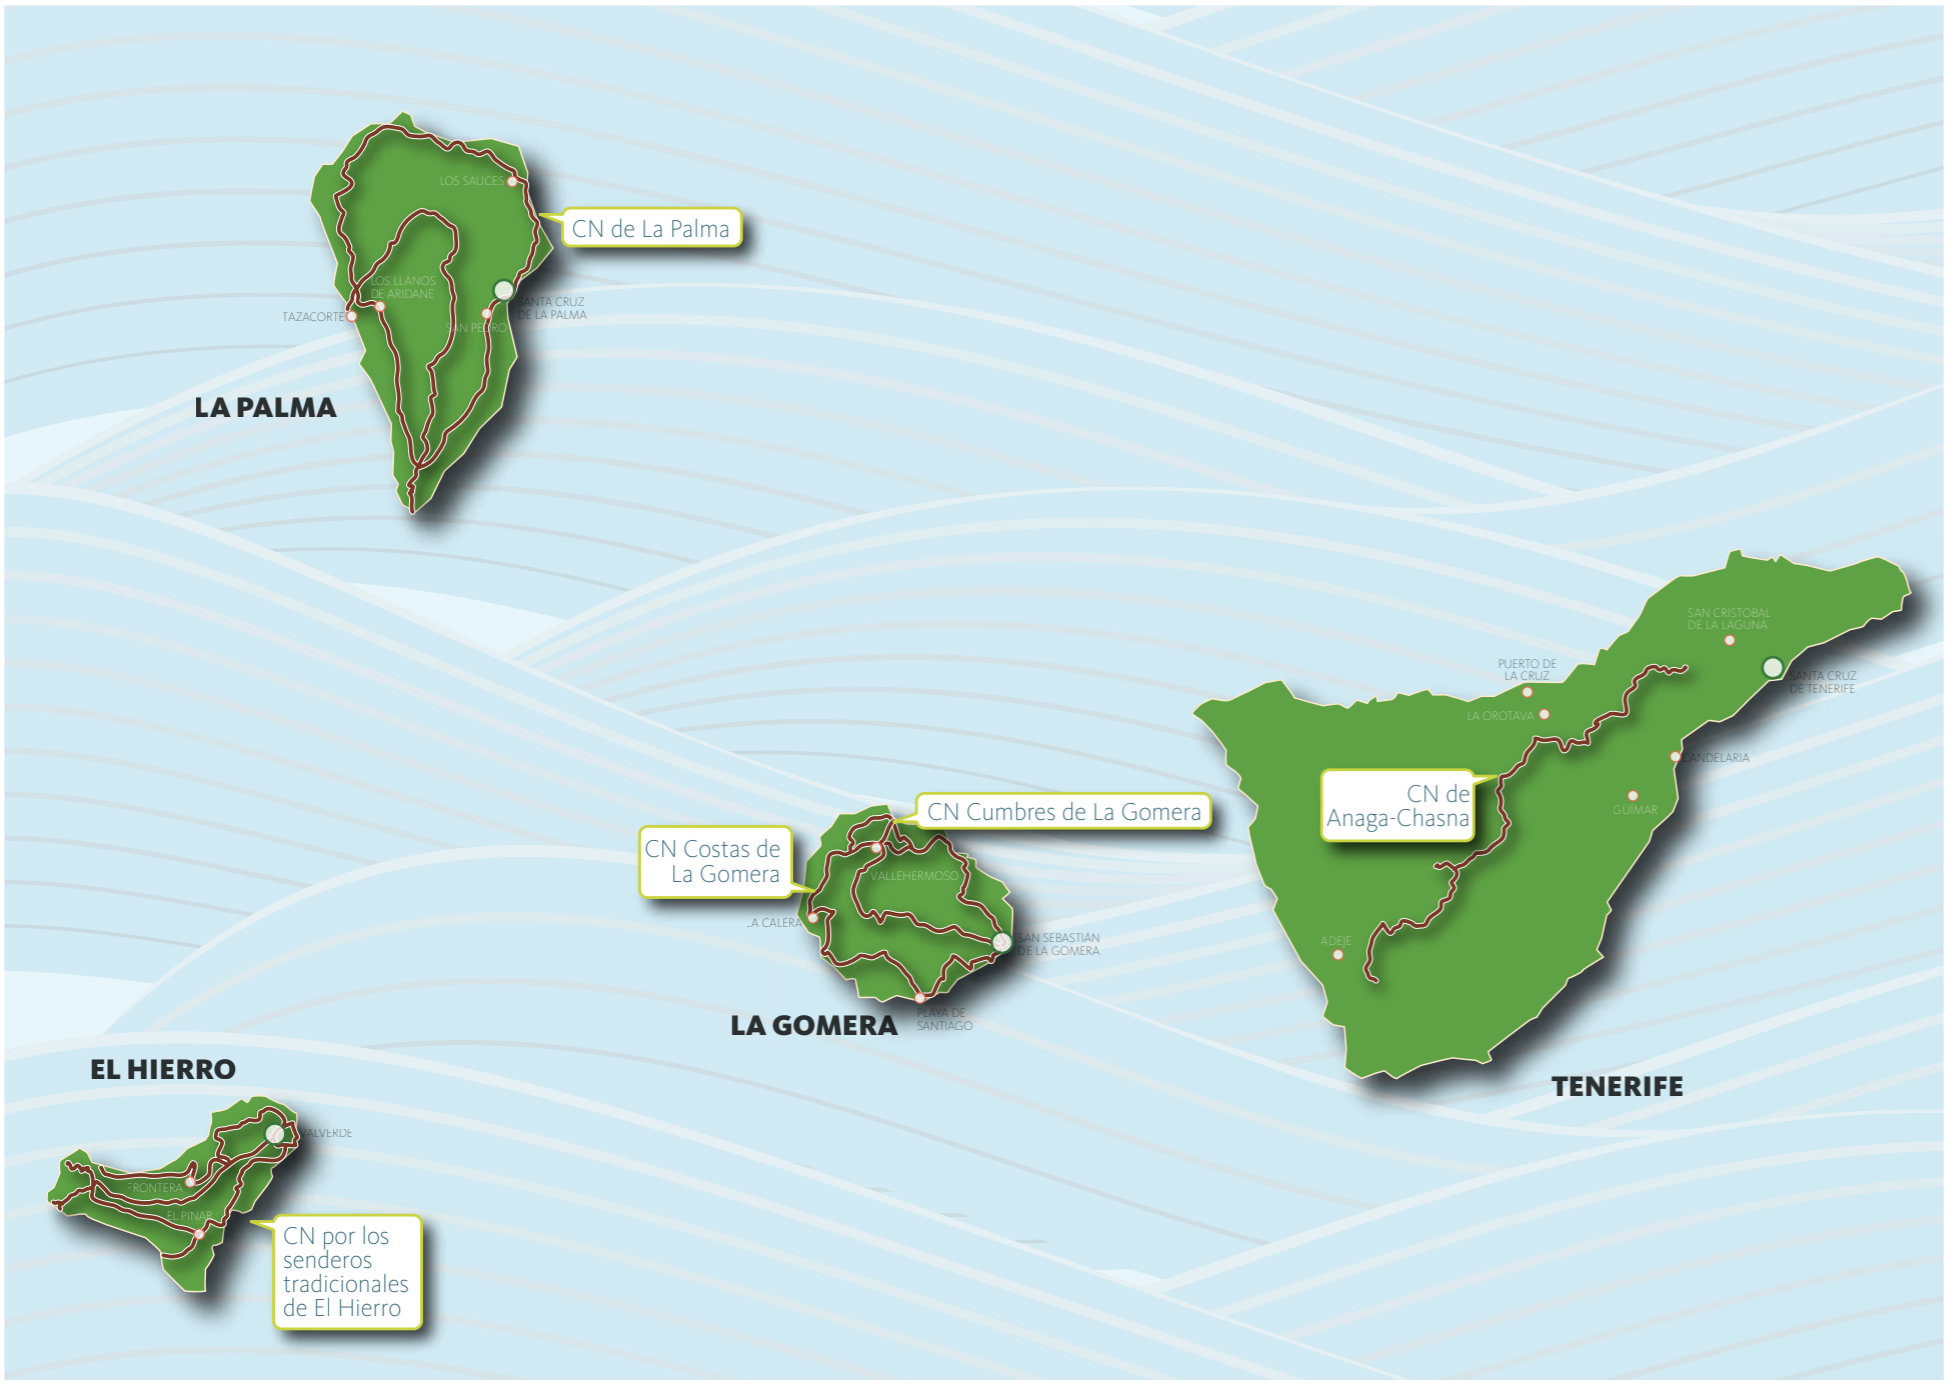 LOS SAUCES
CN de La Palma
LOS LLANOS
DE ARIDANE
TAZACORTE
SANTA CRUZ
DE LA PALMA
SAN PEDRO
LA PALMA
SAN CRISTOBAL
DE LA LAGUNA
PUERTO DE
LA CRUZ
SANTA CRUZ
DE TENERIFE
LA OROTAVA
CANDELARIA
CN de
Anaga-Chasna
GÜIMAR
ADEJE
TENERIFE
CN Cumbres de La Gomera
CN Costas de
La Gomera
VALLEHERMOSO
LA CALERA
SAN SEBASTIÁN
DE LA GOMERA
PLAYA DE
SANTIAGO
LA GOMERA
EL HIERRO
VALVERDE
FRONTERA
EL PINAR
CN por los
senderos
tradicionales
de El Hierro